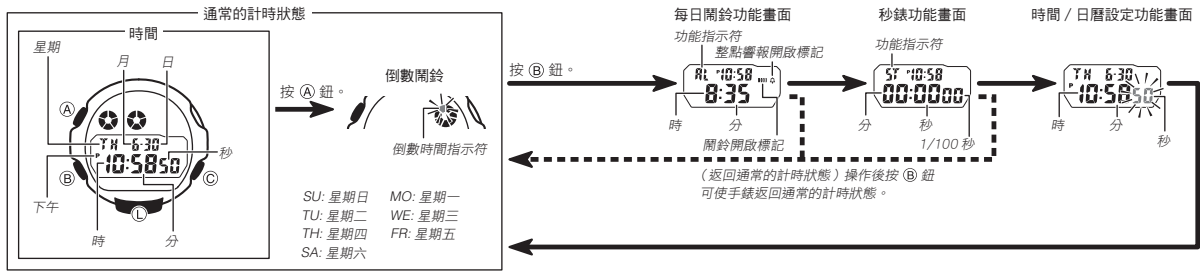 通常的計時狀態
時間
星期
月
日
Ⓐ
TH 6-30
P 10:58 50
秒
Ⓑ
Ⓒ
Ⓛ
下午
時
分
按 Ⓐ 鈕。
倒數鬧鈴
倒數時間指示符
SU: 星期日 MO: 星期一
TU: 星期二 WE: 星期三
TH: 星期四 FR: 星期五
SA: 星期六
按 Ⓑ 鈕。
每日鬧鈴功能畫面
功能指示符
整點響報開啟標記
AL P10:58
8:35
時
分
鬧鈴開啟標記
秒錶功能畫面
功能指示符
ST P10:58
00:00 00
分
秒
1/100 秒
時間 / 日曆設定功能畫面
TH 6-30
P 10:58 50
時
分
秒
(返回通常的計時狀態)操作後按 Ⓑ 鈕
可使手錶返回通常的計時狀態。